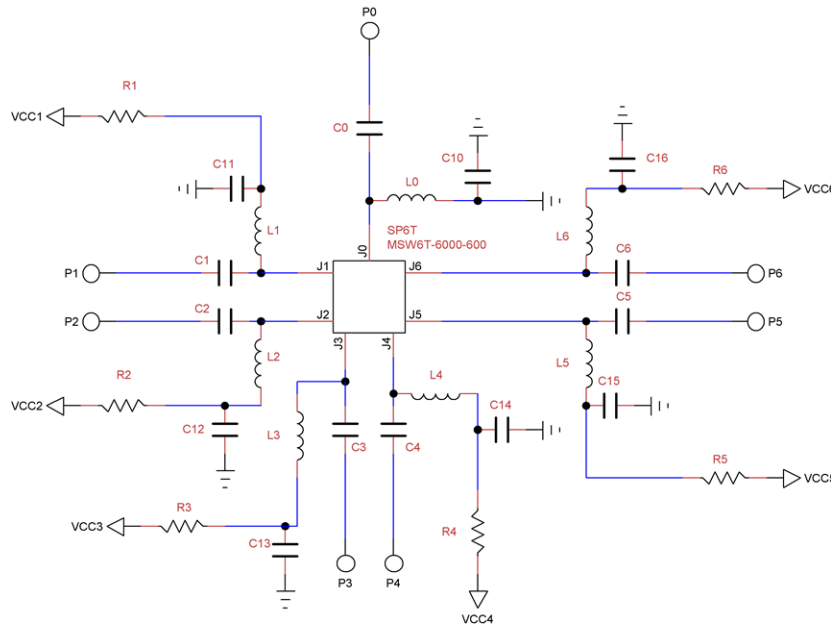 P0
R1
VCC1
C0
C11
C10
C16
R6
VCC6
L0
L1
SP6T
MSW6T-6000-600
L6
J0
C1
C6
P1
J1
J6
P6
C2
C5
P2
J2
J5
P5
J3
J4
L2
L4
L5
R2
C15
VCC2
C12
L3
C3
C4
C14
R5
VCC5
R3
VCC3
C13
R4
P3
P4
VCC4